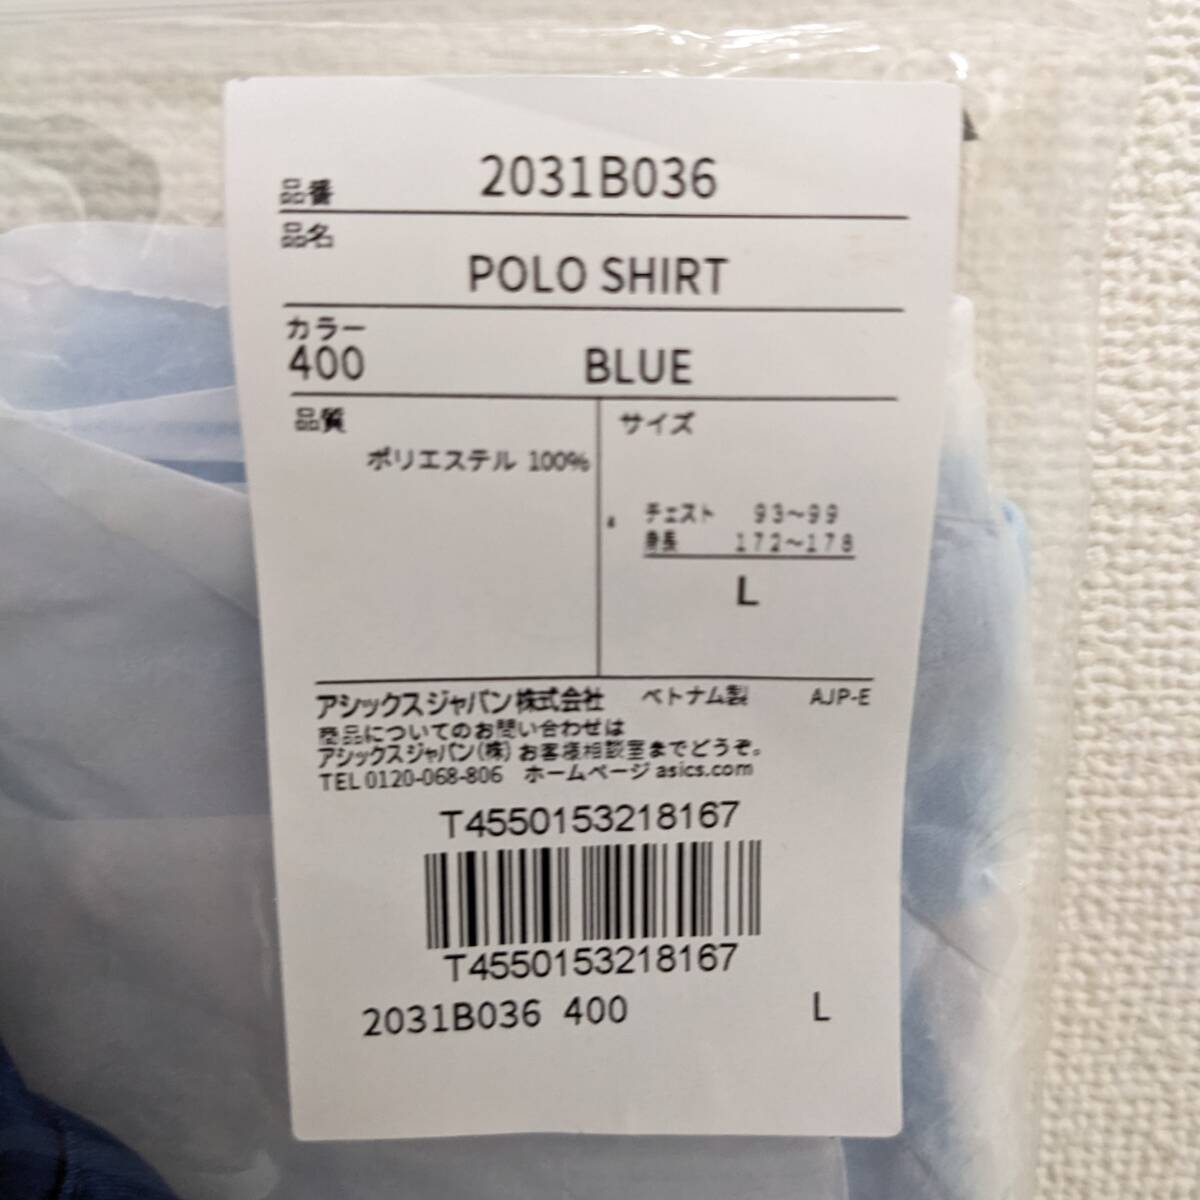 品番 2031B036
品名
POLO SHIRT
カラー
400 BLUE
品質
ポリエステル 100%
サイズ
チェスト 93～99
身長 172～178
L
アシックスジャパン株式会社 ベトナム製 AJP-E
商品についてのお問い合わせは
アシックスジャパン(株)お客様相談室までどうぞ。
TEL 0120-068-806 ホームページ asics.com
T4550153218167
T4550153218167
2031B036 400 L